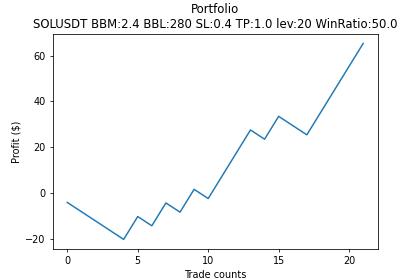 Portfolio
SOLUSDT BBM:2.4 BBL:280 SL:0.4 TP:1.0 lev:20 WinRatio:50.0
Profit ($)
60
40
20
0
−20
0 5 10 15 20
Trade counts